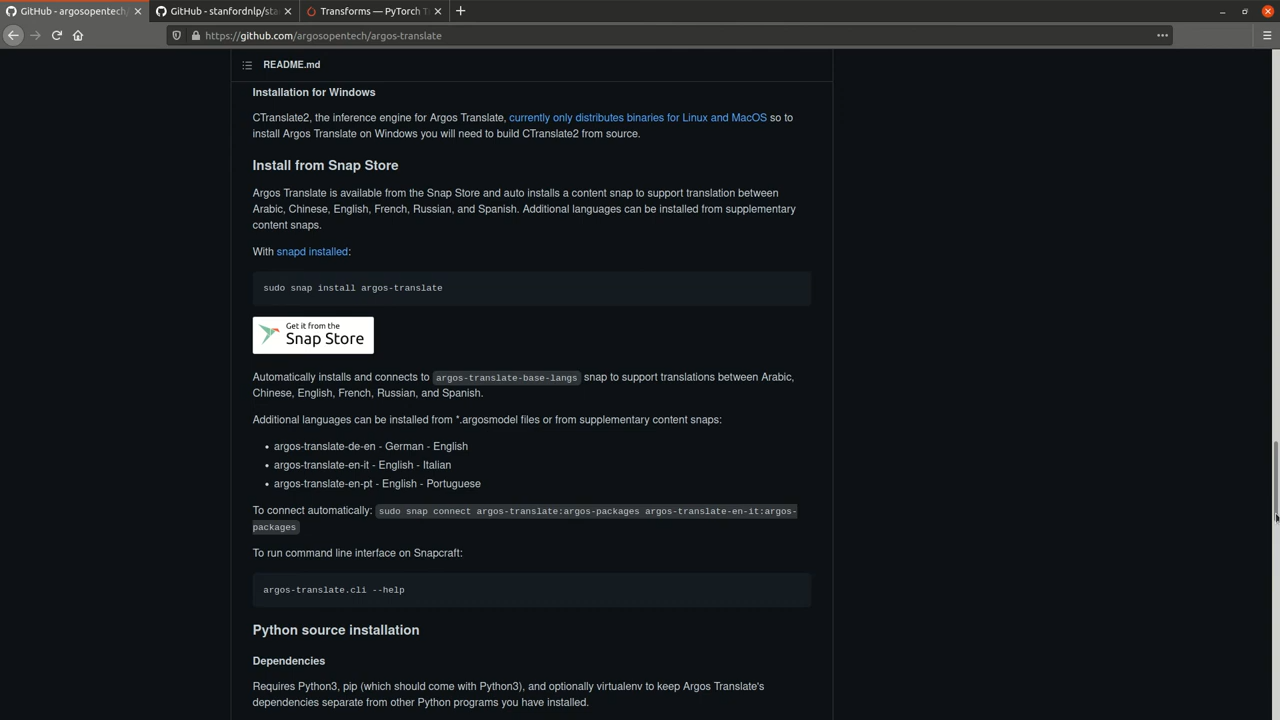 GitHub - argosopentech/
GitHub - stanfordnlp/sta
Transforms — PyTorch T
https://github.com/argosopentech/argos-translate
README.md
Installation for Windows
CTranslate2, the inference engine for Argos Translate, currently only distributes binaries for Linux and MacOS so to
install Argos Translate on Windows you will need to build CTranslate2 from source.
Install from Snap Store
Argos Translate is available from the Snap Store and auto installs a content snap to support translation between
Arabic, Chinese, English, French, Russian, and Spanish. Additional languages can be installed from supplementary
content snaps.
With snapd installed:
sudo snap install argos-translate
Get it from the
Snap Store
Automatically installs and connects to argos-translate-base-langs snap to support translations between Arabic,
Chinese, English, French, Russian, and Spanish.
Additional languages can be installed from *.argosmodel files or from supplementary content snaps:
• argos-translate-de-en - German - English
• argos-translate-en-it - English - Italian
• argos-translate-en-pt - English - Portuguese
To connect automatically: sudo snap connect argos-translate:argos-packages argos-translate-en-it:argos-
packages
To run command line interface on Snapcraft:
argos-translate.cli --help
Python source installation
Dependencies
Requires Python3, pip (which should come with Python3), and optionally virtualenv to keep Argos Translate's
dependencies separate from other Python programs you have installed.